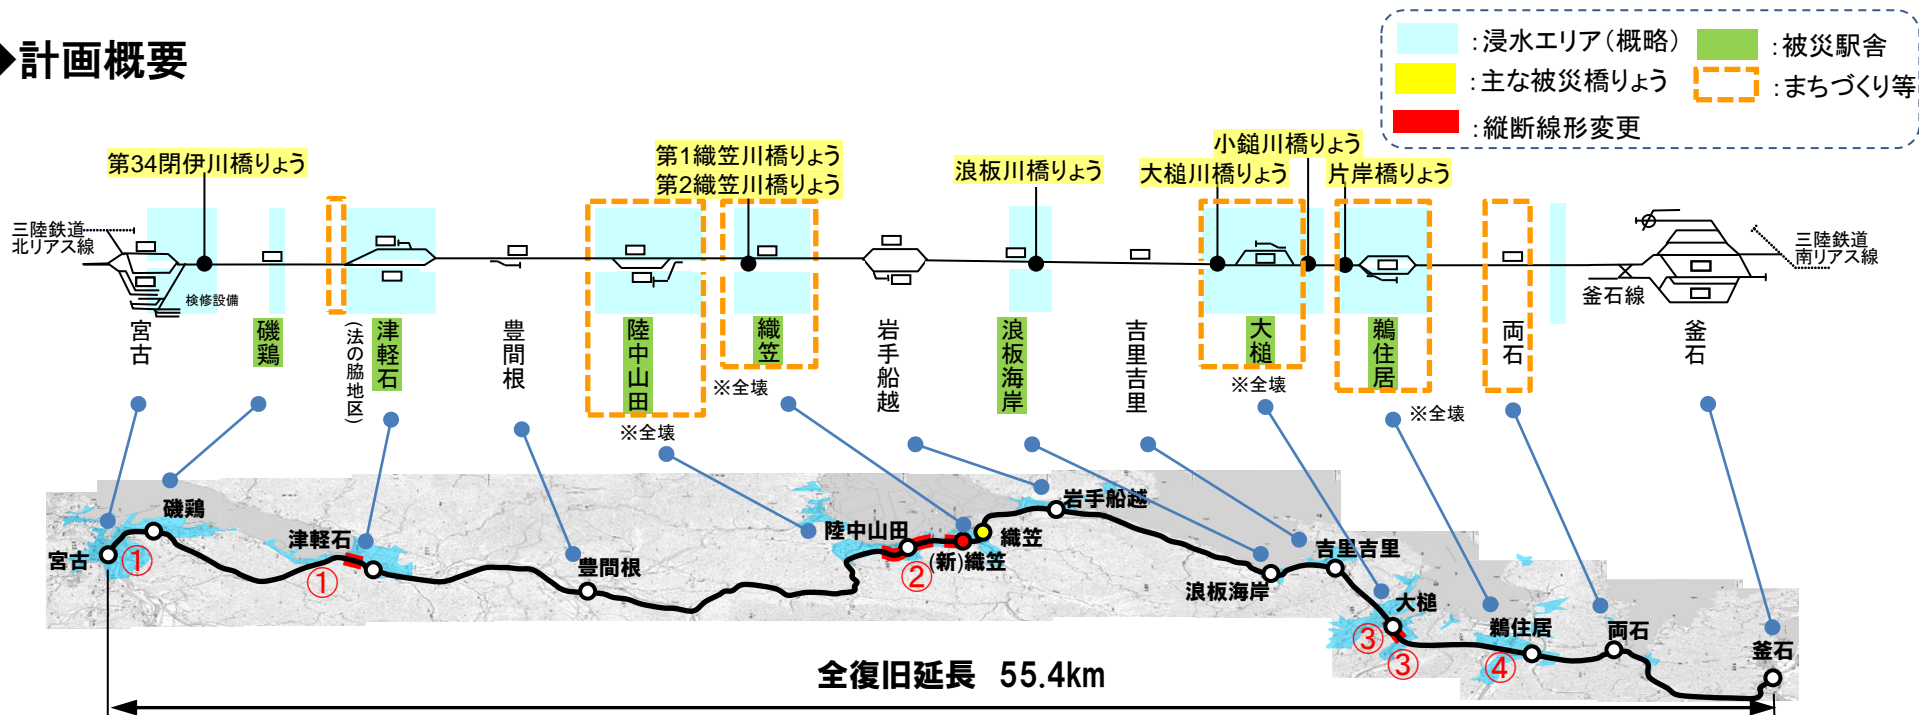 ◆計画概要
：浸水エリア（概略）
：被災駅舎
：主な被災橋りょう
：まちづくり等
：縦断線形変更
第34閉伊川橋りょう
第1織笠川橋りょう
第2織笠川橋りょう
浪板川橋りょう
大槌川橋りょう
小鎚川橋りょう
片岸橋りょう
三陸鉄道
北リアス線
検修設備
釜石線
三陸鉄道
南リアス線
宮古
磯鶏
（法の脇地区）
津軽石
豊間根
陸中山田
※全壊
織笠
※全壊
岩手船越
浪板海岸
吉里吉里
大槌
※全壊
鵜住居
※全壊
両石
釜石
宮古
①
磯鶏
津軽石
①
豊間根
陸中山田
②
(新)織笠
織笠
岩手船越
浪板海岸
吉里吉里
大槌
③
③
鵜住居
④
両石
釜石
全復旧延長 55.4km